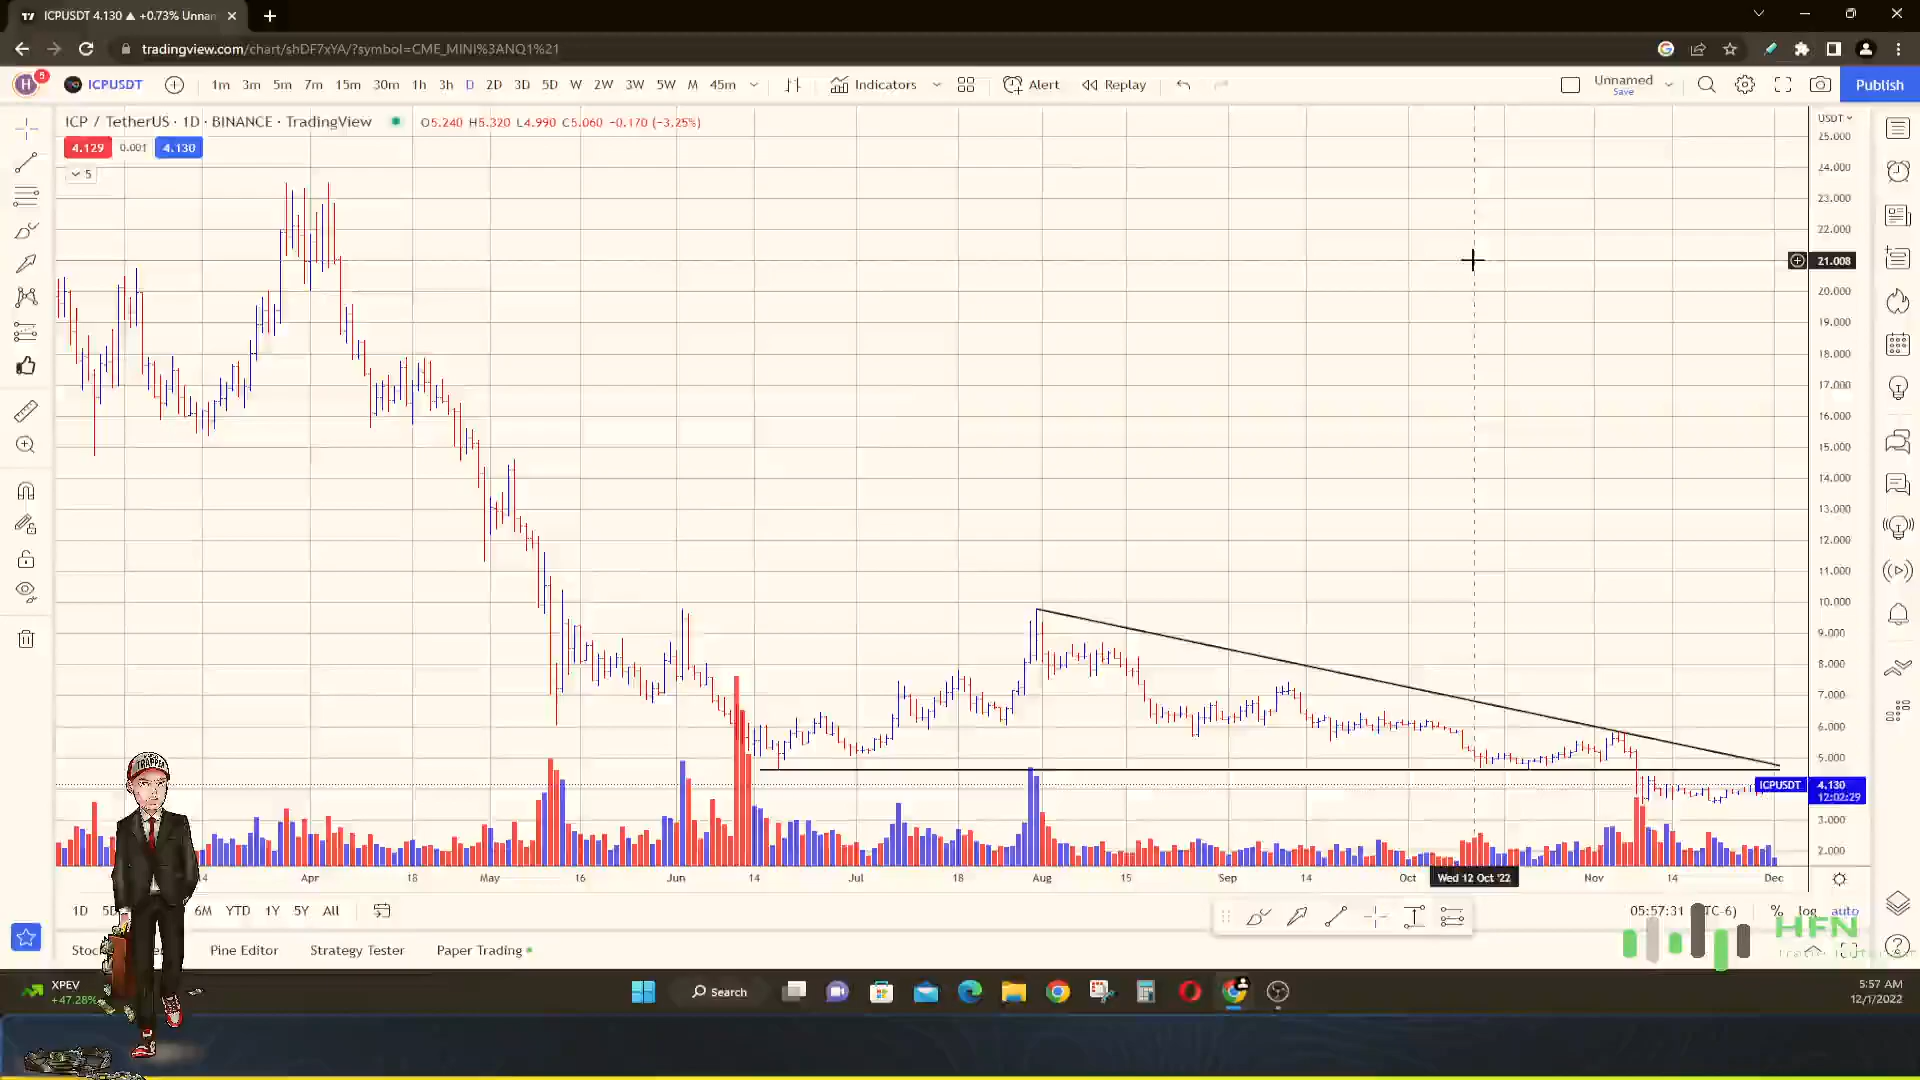 ICPUSDT 4.130 ▲ +0.73% Unnan
tradingview.com/chart/shDF7xYA/?symbol=CME_MINI%3ANQ1%21
H 5 ICPUSDT 1m 3m 5m 7m 15m 30m 1h 3h D 2D 3D 5D W 2W 3W 5W M 45m Indicators Alert Replay Unnamed Publish
Save
ICP / TetherUS · 1D · BINANCE · TradingView O5.240 H5.320 L4.990 C5.060 -0.170 (-3.25%)
USDT
4.129 0.001 4.130
5
25.000
24.000
23.000
22.000
21.008
20.000
19.000
18.000
17.000
16.000
15.000
14.000
13.000
12.000
11.000
10.000
9.000
8.000
7.000
6.000
5.000
ICPUSDT 4.130
12:02:29
3.000
2.000
TRAPPER
14 Apr 18 May 16 Jun 14 Jul 18 Aug 15 Sep 14 Oct Wed 12 Oct '22 Nov 14 Dec
1D 5D 6M YTD 1Y 5Y All 05:57:31 TC-6) % log auto
HFN
Pine Editor Strategy Tester Paper Trading
XPEV
+47.28%
Search
5:57 AM
12/1/2022